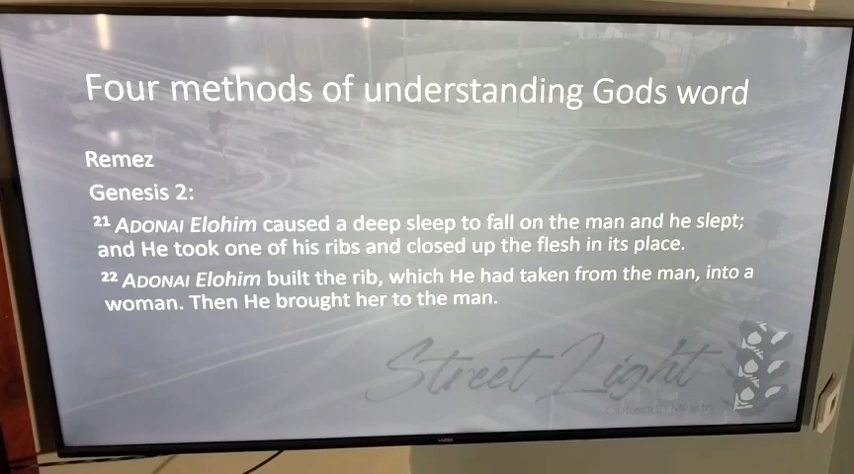 Four methods of understanding Gods word
Remez
Genesis 2:
21 ADONAI Elohim caused a deep sleep to fall on the man and he slept;
and He took one of his ribs and closed up the flesh in its place.
22 ADONAI Elohim built the rib, which He had taken from the man, into a
woman. Then He brought her to the man.
Street Light
Ministry
VIZIO